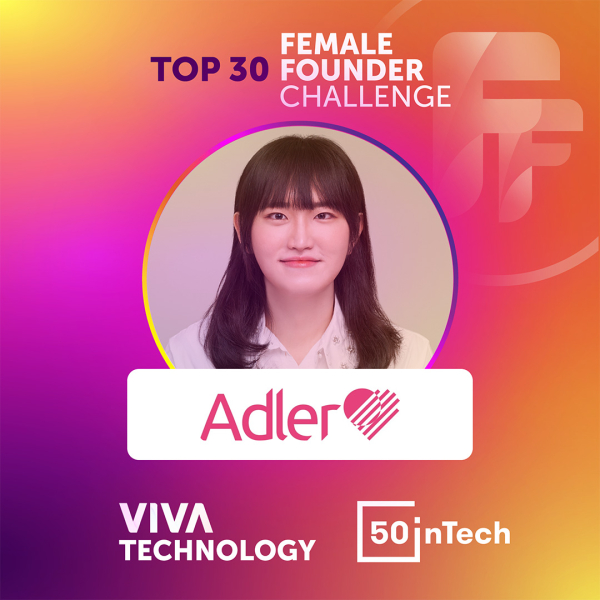 TOP 30
FEMALE
FOUNDER
CHALLENGE
Adler
VIVA
TECHNOLOGY
50inTech